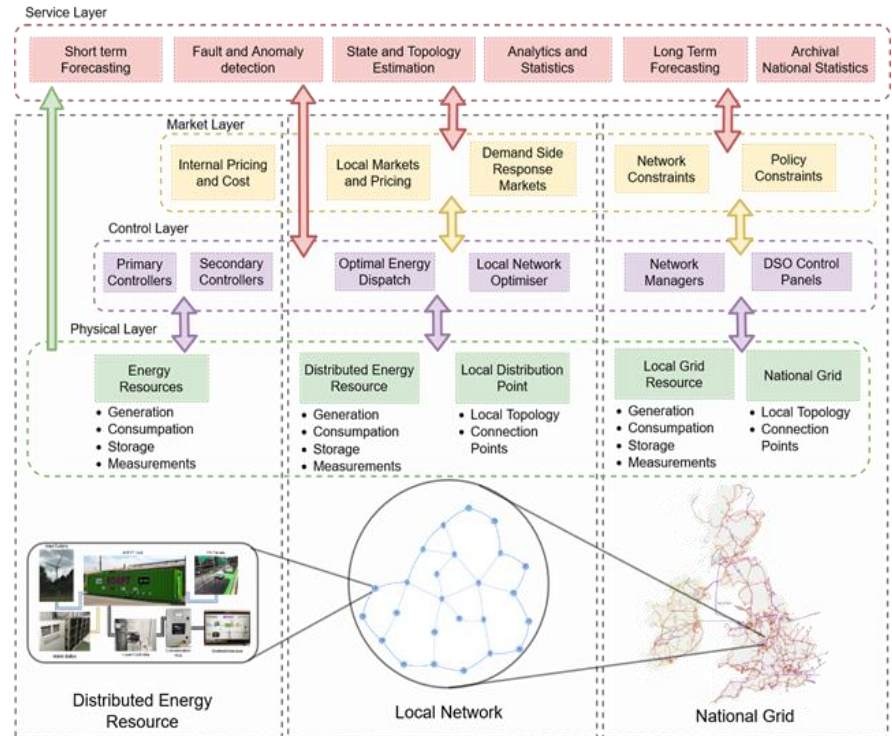 Service Layer
Short term
Forecasting
Fault and Anomaly
detection
State and Topology
Estimation
Analytics and
Statistics
Long Term
Forecasting
Archival
National Statistics
Market Layer
Internal Pricing
and Cost
Local Markets
and Pricing
Demand Side
Response
Markets
Network
Constraints
Policy
Constraints
Control Layer
Primary
Controllers
Secondary
Controllers
Optimal Energy
Dispatch
Local Network
Optimiser
Network
Managers
DSO Control
Panels
Physical Layer
Energy
Resources
• Generation
• Consumpation
• Storage
• Measurements
Distributed Energy
Resource
• Generation
• Consumpation
• Storage
• Measurements
Local Distribution
Point
• Local Topology
• Connection
Points
Local Grid
Resource
• Generation
• Consumpation
• Storage
• Measurements
National Grid
• Local Topology
• Connection
Points
Distributed Energy
Resource
Local Network
National Grid